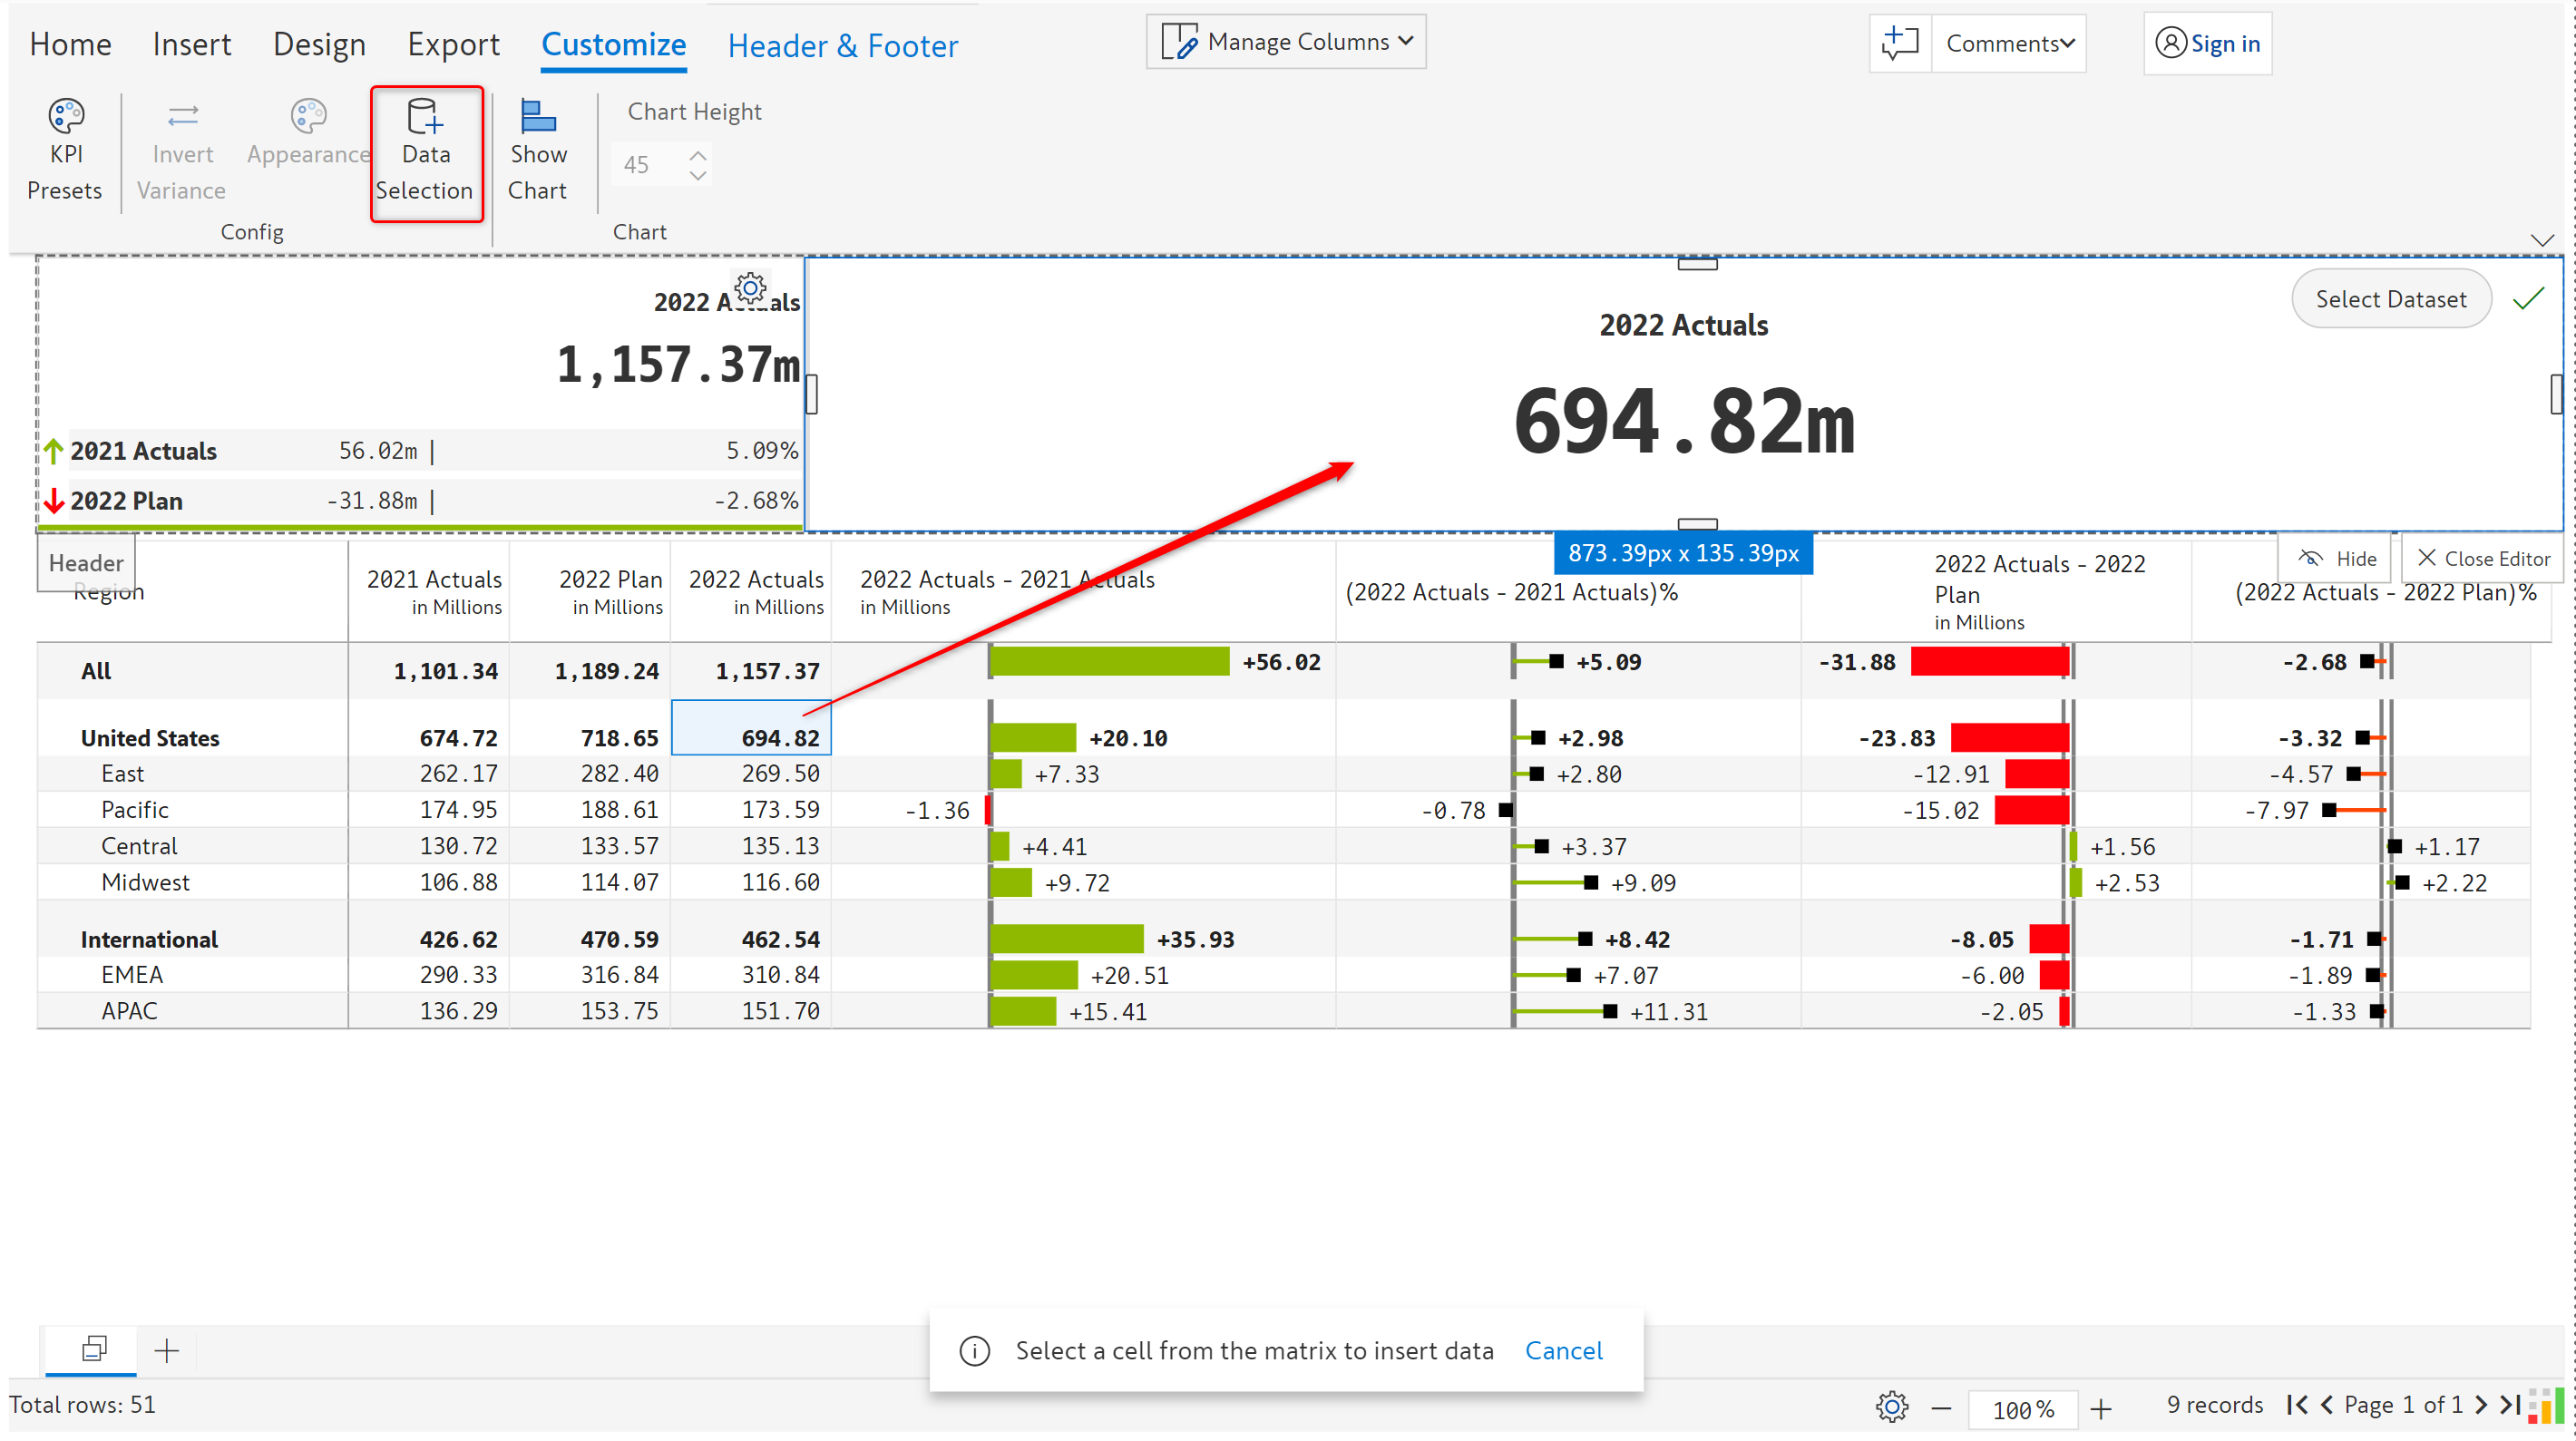 Home Insert Design Export Customize Header & Footer Manage Columns Comments Sign in
KPI Presets
Invert Variance
Appearance
Data Selection
Show Chart
Chart Height
45
Config
Chart
2022 Actuals
1,157.37m
2021 Actuals 56.02m | 5.09%
2022 Plan -31.88m | -2.68%
2022 Actuals
694.82m
Select Dataset
873.39px x 135.39px
Hide
Close Editor
Header
Region
2021 Actuals
in Millions
2022 Plan
in Millions
2022 Actuals
in Millions
2022 Actuals - 2021 Actuals
in Millions
(2022 Actuals - 2021 Actuals)%
2022 Actuals - 2022
Plan
in Millions
(2022 Actuals - 2022 Plan)%
All 1,101.34 1,189.24 1,157.37 +56.02 +5.09 -31.88 -2.68
United States 674.72 718.65 694.82 +20.10 +2.98 -23.83 -3.32
East 262.17 282.40 269.50 +7.33 +2.80 -12.91 -4.57
Pacific 174.95 188.61 173.59 -1.36 -0.78 -15.02 -7.97
Central 130.72 133.57 135.13 +4.41 +3.37 +1.56 +1.17
Midwest 106.88 114.07 116.60 +9.72 +9.09 +2.53 +2.22
International 426.62 470.59 462.54 +35.93 +8.42 -8.05 -1.71
EMEA 290.33 316.84 310.84 +20.51 +7.07 -6.00 -1.89
APAC 136.29 153.75 151.70 +15.41 +11.31 -2.05 -1.33
Select a cell from the matrix to insert data Cancel
Total rows: 51 100% 9 records Page 1 of 1